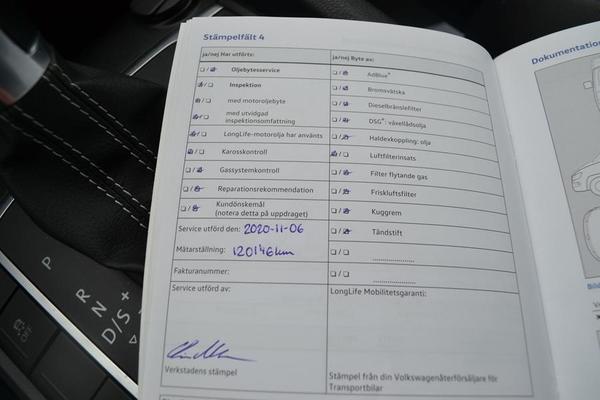 Stämpelfält 4
Dokumentation
ja/nej Har utförts:
ja/nej Byte av:
Oljebytesservice
Inspektion
med motoroljebyte
med utvidgad
inspektionsomfattning
LongLife-motorolja har använts
Karosskontroll
Gassystemkontroll
Reparationsrekommendation
Kundönskemål
(notera detta på uppdraget)
Service utförd den: 2020-11-06
Mätarställning: 120146km
Fakturanummer:
Service utförd av:
Verkstadens stämpel
AdBlue®
Bromsvätska
Dieselbränslefilter
DSG®: växellådsolja
Haldexkoppling: olja
Luftfilterinsats
Filter flytande gas
Friskluftsfilter
Kuggrem
Tändstift
....................
....................
LongLife Mobilitetsgaranti:
Stämpel från din Volkswagenåterförsäljare för
Transportbilar
P
R
N
D/S
+